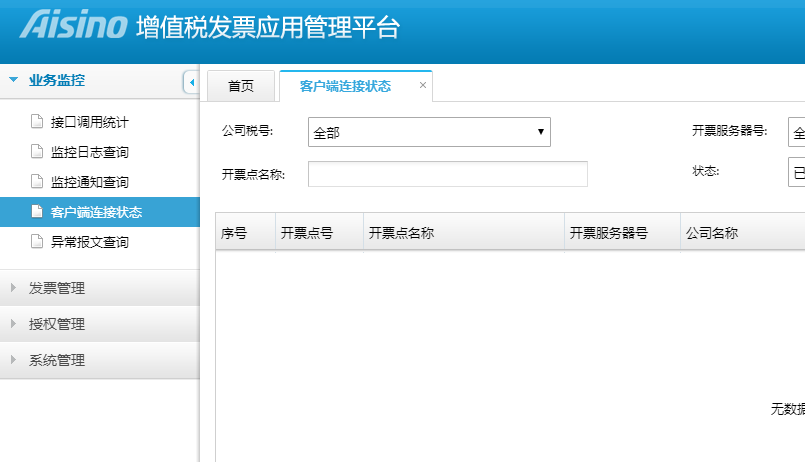 Aisino 增值税发票应用管理平台
业务监控
首页
客户端连接状态
接口调用统计
监控日志查询
监控通知查询
客户端连接状态
异常报文查询
发票管理
授权管理
系统管理
公司税号:
全部
开票服务器号:
全
开票点名称:
状态:
已
序号
开票点号
开票点名称
开票服务器号
公司名称
无数据